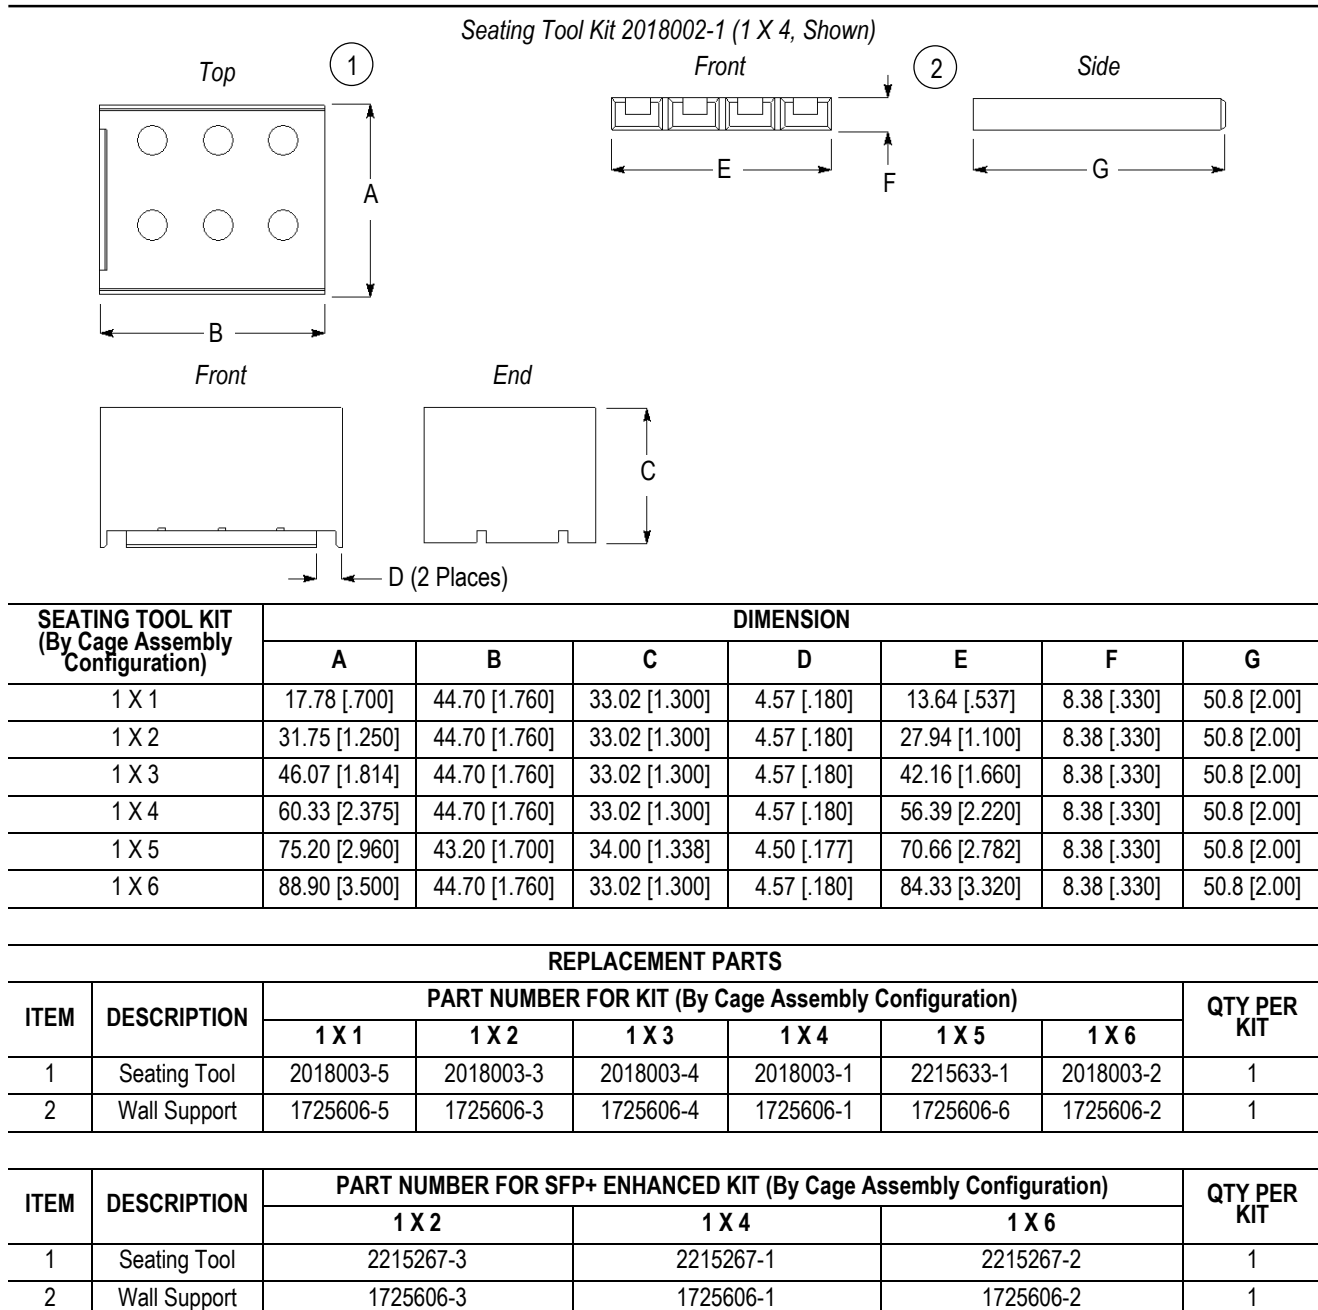 Seating Tool Kit 2018002-1 (1 X 4, Shown)
Top 1 Front 2 Side
A
E
F
G
B
Front End
C
D (2 Places)
SEATING TOOL KIT (By Cage Assembly Configuration) DIMENSION
A B C D E F G
1 X 1 17.78 [.700] 44.70 [1.760] 33.02 [1.300] 4.57 [.180] 13.64 [.537] 8.38 [.330] 50.8 [2.00]
1 X 2 31.75 [1.250] 44.70 [1.760] 33.02 [1.300] 4.57 [.180] 27.94 [1.100] 8.38 [.330] 50.8 [2.00]
1 X 3 46.07 [1.814] 44.70 [1.760] 33.02 [1.300] 4.57 [.180] 42.16 [1.660] 8.38 [.330] 50.8 [2.00]
1 X 4 60.33 [2.375] 44.70 [1.760] 33.02 [1.300] 4.57 [.180] 56.39 [2.220] 8.38 [.330] 50.8 [2.00]
1 X 5 75.20 [2.960] 43.20 [1.700] 34.00 [1.338] 4.50 [.177] 70.66 [2.782] 8.38 [.330] 50.8 [2.00]
1 X 6 88.90 [3.500] 44.70 [1.760] 33.02 [1.300] 4.57 [.180] 84.33 [3.320] 8.38 [.330] 50.8 [2.00]
REPLACEMENT PARTS
ITEM DESCRIPTION PART NUMBER FOR KIT (By Cage Assembly Configuration) QTY PER KIT
1 X 1 1 X 2 1 X 3 1 X 4 1 X 5 1 X 6
1 Seating Tool 2018003-5 2018003-3 2018003-4 2018003-1 2215633-1 2018003-2 1
2 Wall Support 1725606-5 1725606-3 1725606-4 1725606-1 1725606-6 1725606-2 1
ITEM DESCRIPTION PART NUMBER FOR SFP+ ENHANCED KIT (By Cage Assembly Configuration) QTY PER KIT
1 X 2 1 X 4 1 X 6
1 Seating Tool 2215267-3 2215267-1 2215267-2 1
2 Wall Support 1725606-3 1725606-1 1725606-2 1